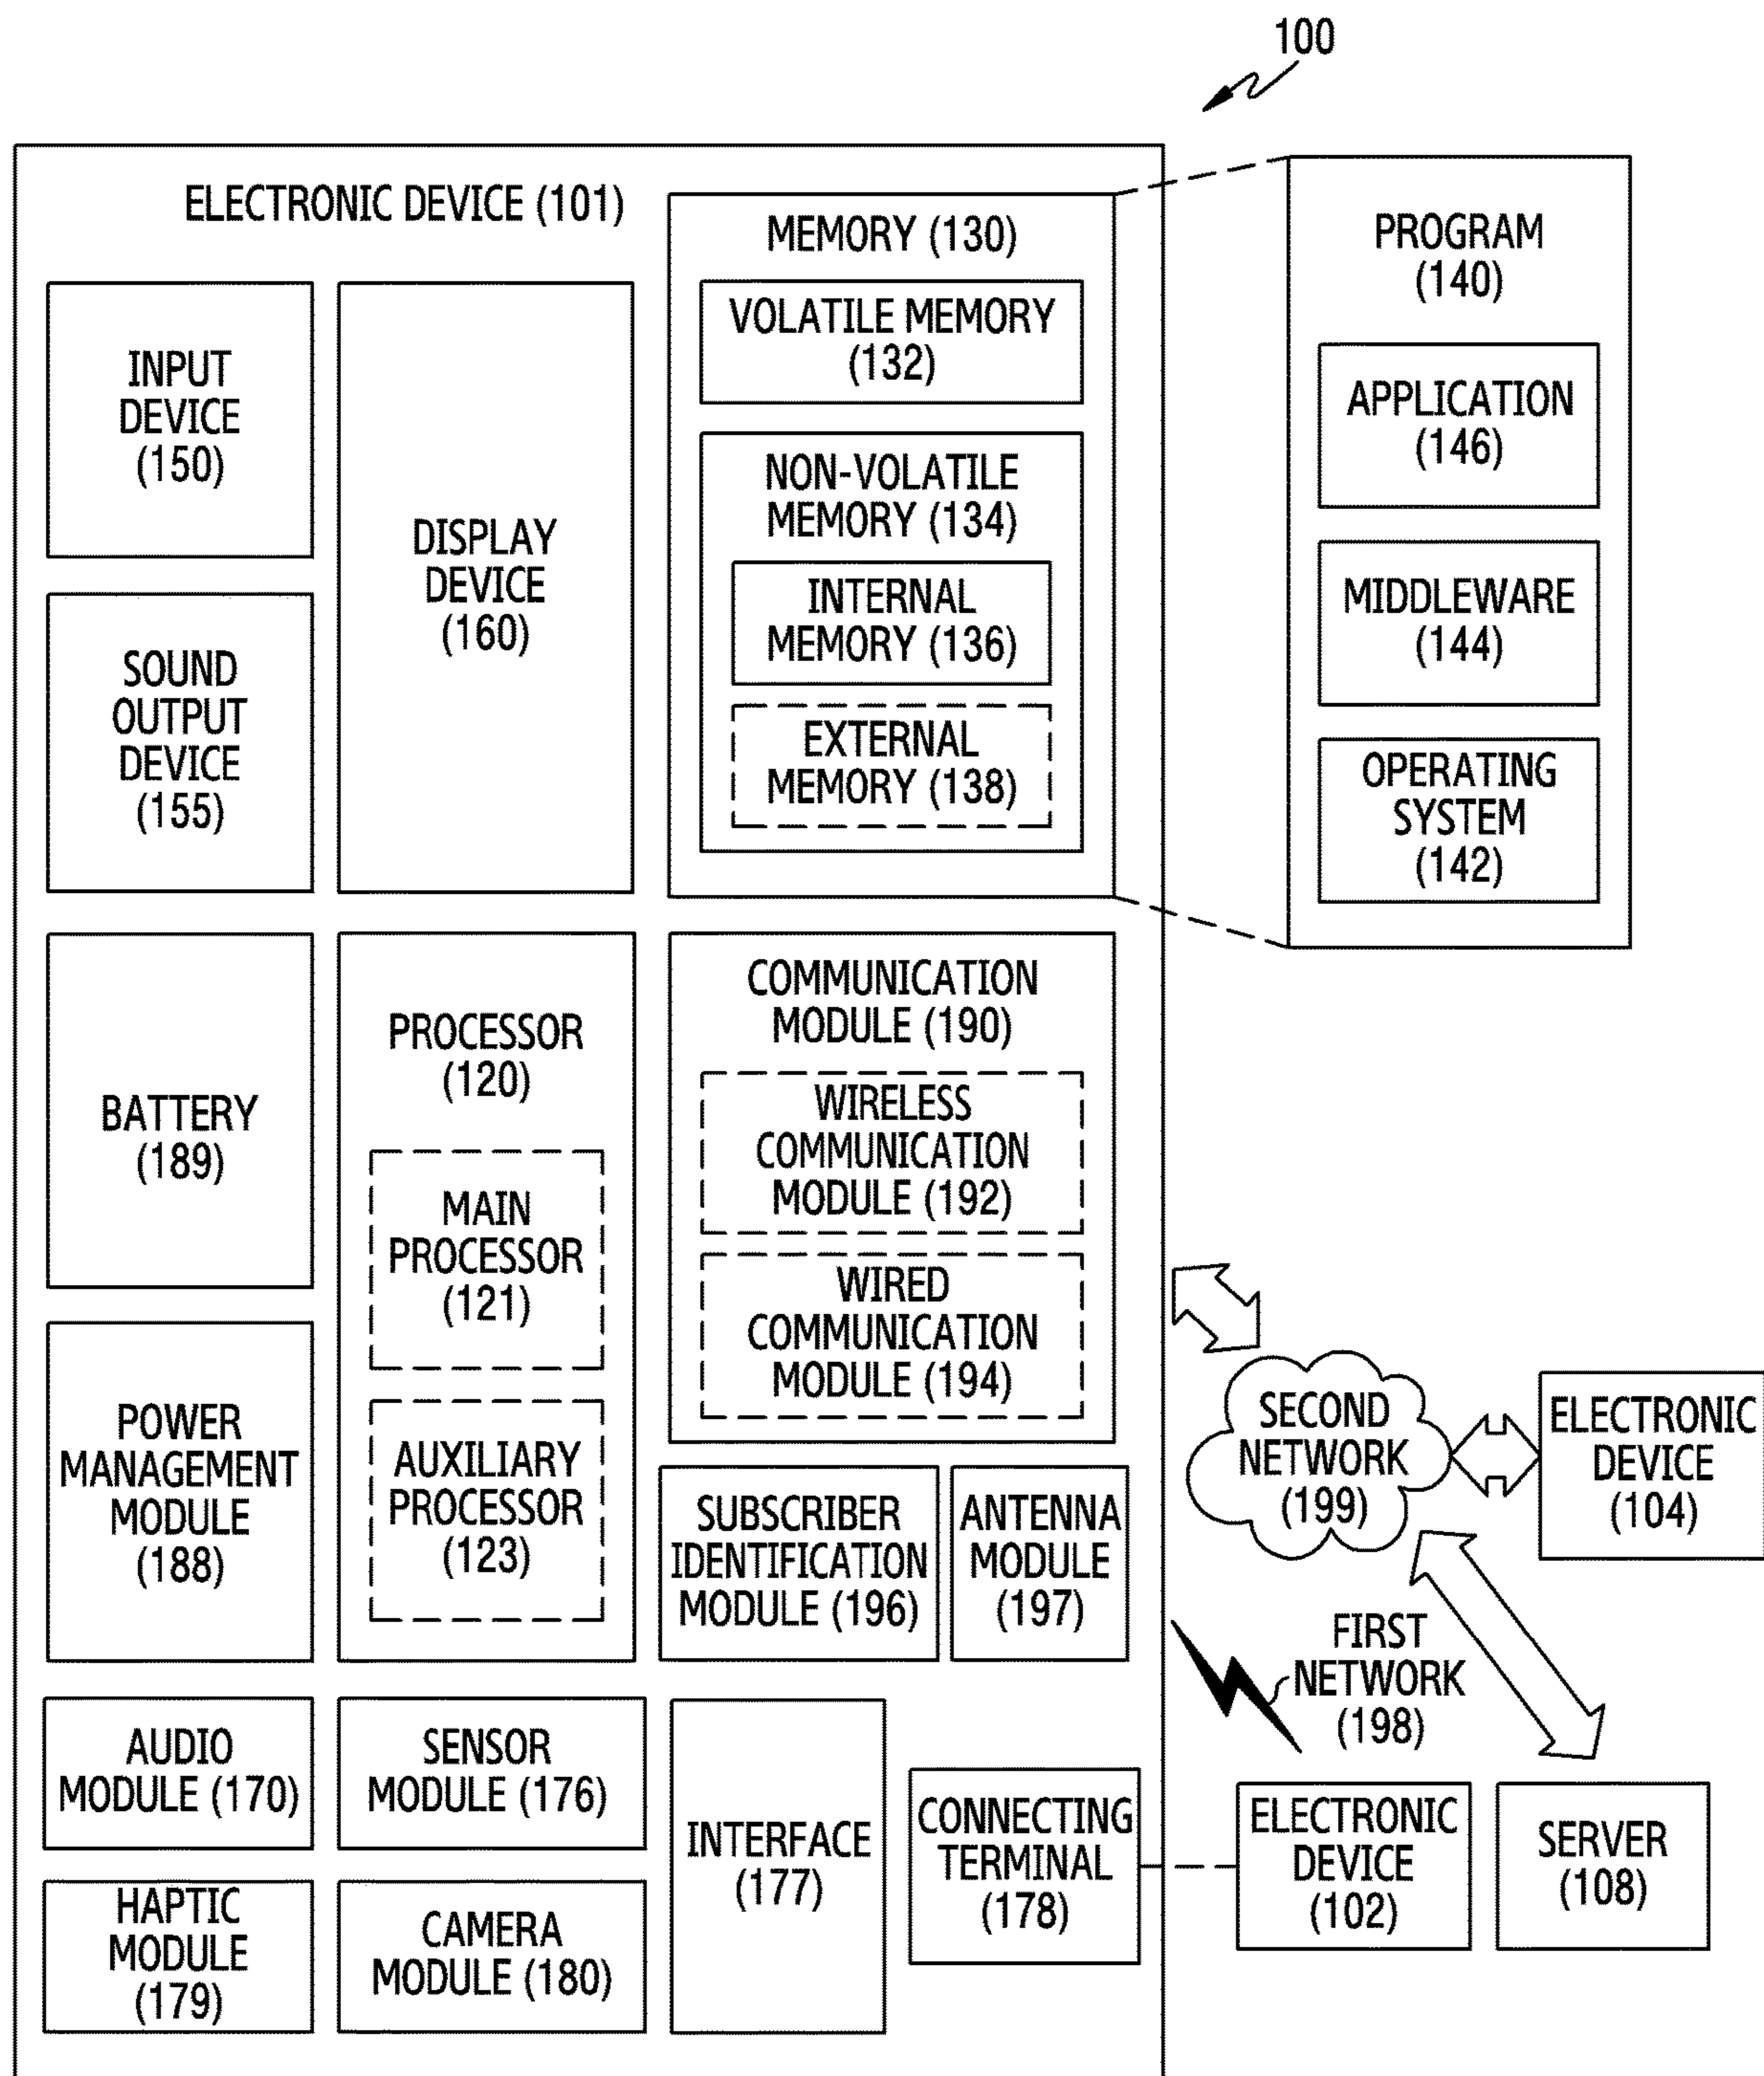 100
ELECTRONIC DEVICE (101)
INPUT
DEVICE
(150)
SOUND
OUTPUT
DEVICE
(155)
DISPLAY
DEVICE
(160)
MEMORY (130)
VOLATILE MEMORY
(132)
NON-VOLATILE
MEMORY (134)
INTERNAL
MEMORY (136)
EXTERNAL
MEMORY (138)
PROGRAM
(140)
APPLICATION
(146)
MIDDLEWARE
(144)
OPERATING
SYSTEM
(142)
BATTERY
(189)
POWER
MANAGEMENT
MODULE
(188)
PROCESSOR
(120)
MAIN
PROCESSOR
(121)
AUXILIARY
PROCESSOR
(123)
COMMUNICATION
MODULE (190)
WIRELESS
COMMUNICATION
MODULE (192)
WIRED
COMMUNICATION
MODULE (194)
SUBSCRIBER
IDENTIFICATION
MODULE (196)
ANTENNA
MODULE
(197)
SECOND
NETWORK
(199)
ELECTRONIC
DEVICE
(104)
FIRST
NETWORK
(198)
AUDIO
MODULE (170)
SENSOR
MODULE (176)
HAPTIC
MODULE
(179)
CAMERA
MODULE (180)
INTERFACE
(177)
CONNECTING
TERMINAL
(178)
ELECTRONIC
DEVICE
(102)
SERVER
(108)